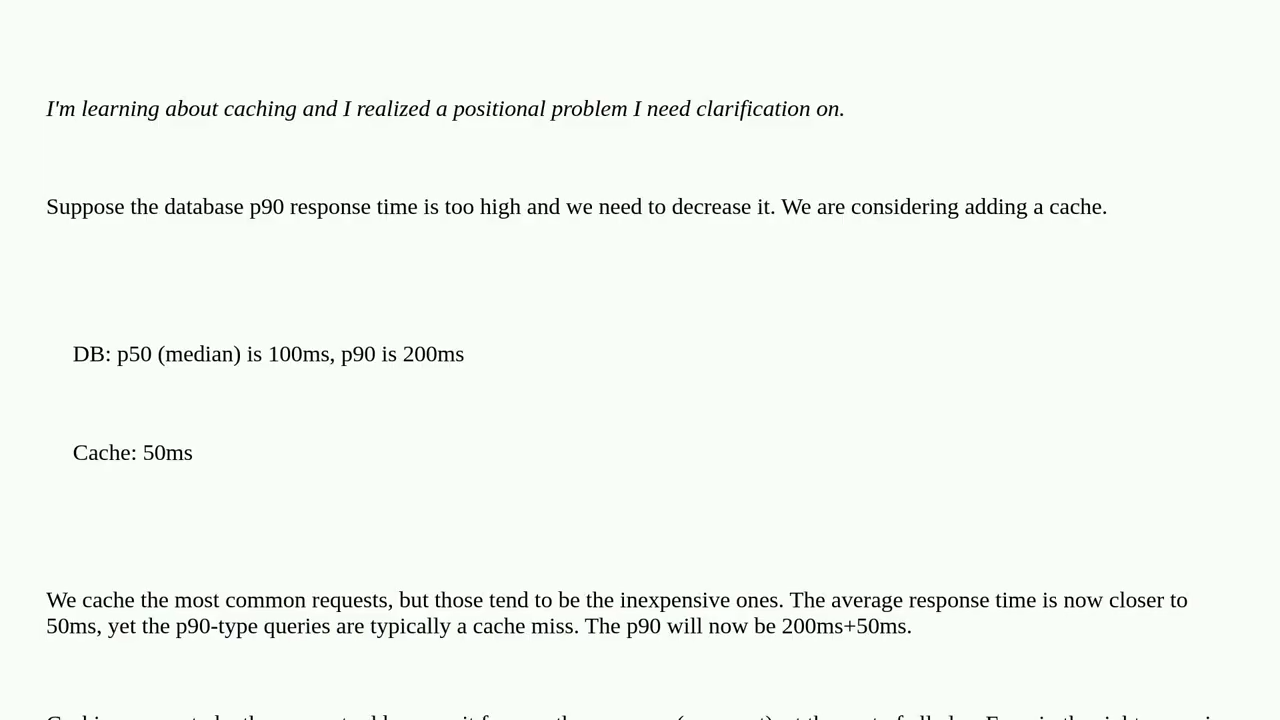 I'm learning about caching and I realized a positional problem I need clarification on.
Suppose the database p90 response time is too high and we need to decrease it. We are considering adding a cache.
DB: p50 (median) is 100ms, p90 is 200ms
Cache: 50ms
We cache the most common requests, but those tend to be the inexpensive ones. The average response time is now closer to
50ms, yet the p90-type queries are typically a cache miss. The p90 will now be 200ms+50ms.